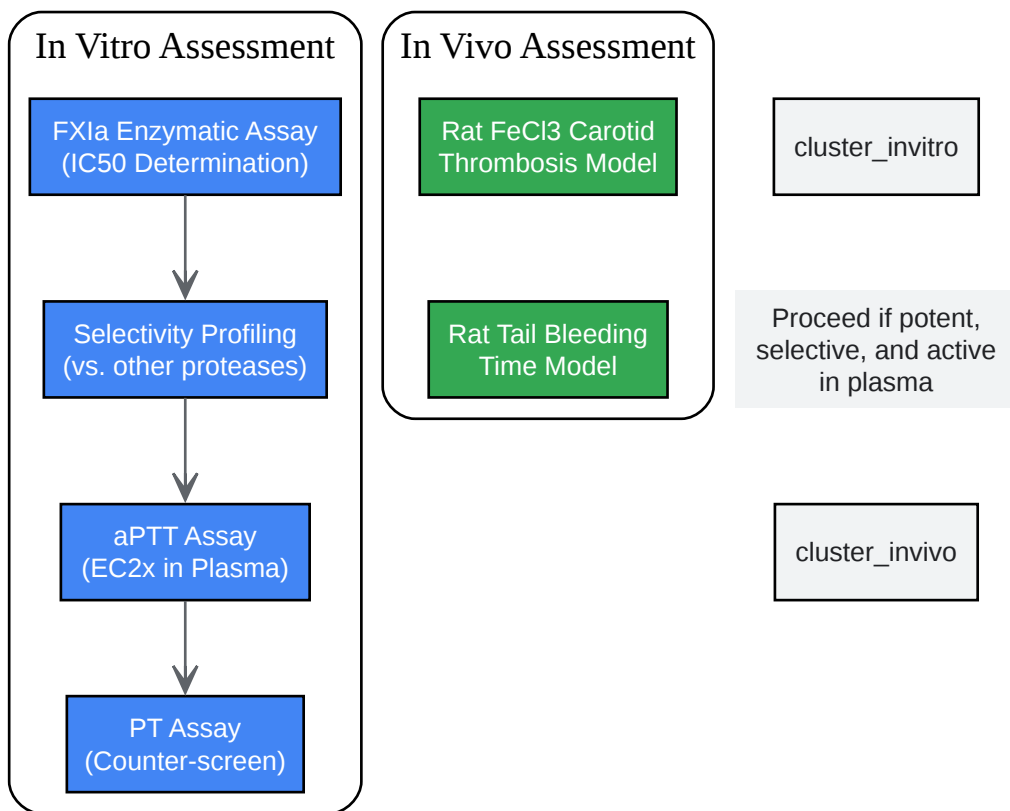 In Vitro Assessment
FXIa Enzymatic Assay
(IC50 Determination)
Selectivity Profiling
(vs. other proteases)
aPTT Assay
(EC2x in Plasma)
PT Assay
(Counter-screen)
In Vivo Assessment
Rat FeCl3 Carotid
Thrombosis Model
Rat Tail Bleeding
Time Model
cluster_invitro
Proceed if potent,
selective, and active
in plasma
cluster_invivo